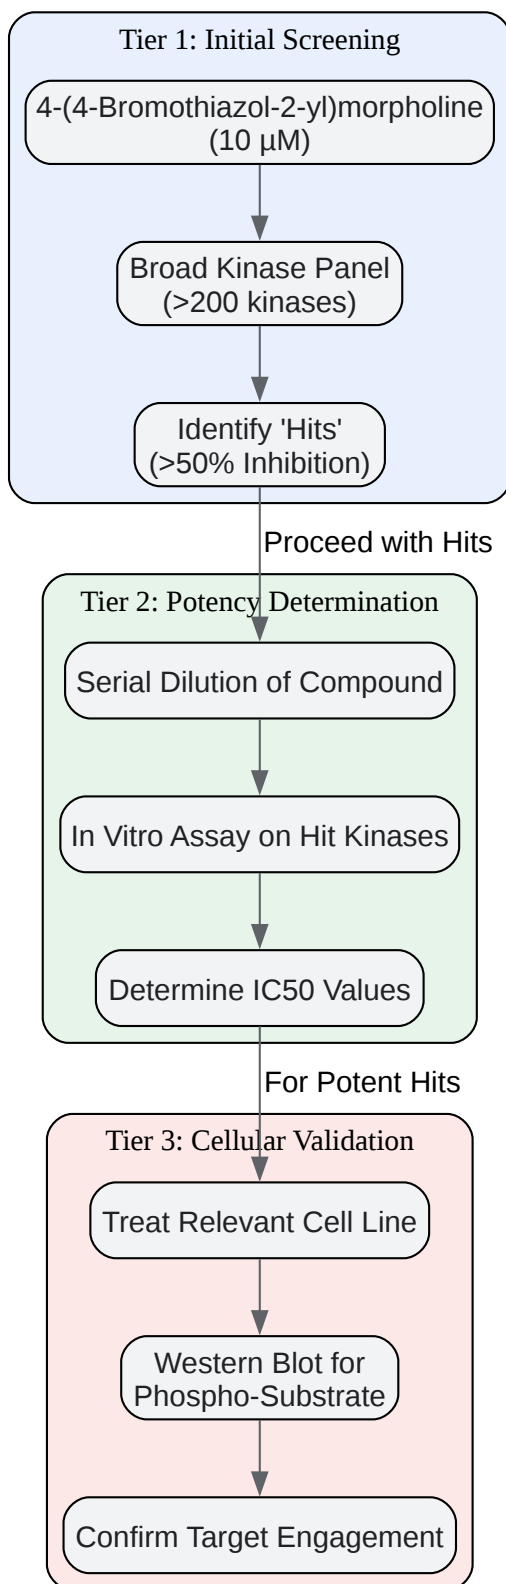 Tier 1: Initial Screening
4-(4-Bromothiazol-2-yl)morpholine
(10 µM)
Broad Kinase Panel
(>200 kinases)
Identify 'Hits'
(>50% Inhibition)
Proceed with Hits
Tier 2: Potency Determination
Serial Dilution of Compound
In Vitro Assay on Hit Kinases
Determine IC50 Values
For Potent Hits
Tier 3: Cellular Validation
Treat Relevant Cell Line
Western Blot for
Phospho-Substrate
Confirm Target Engagement